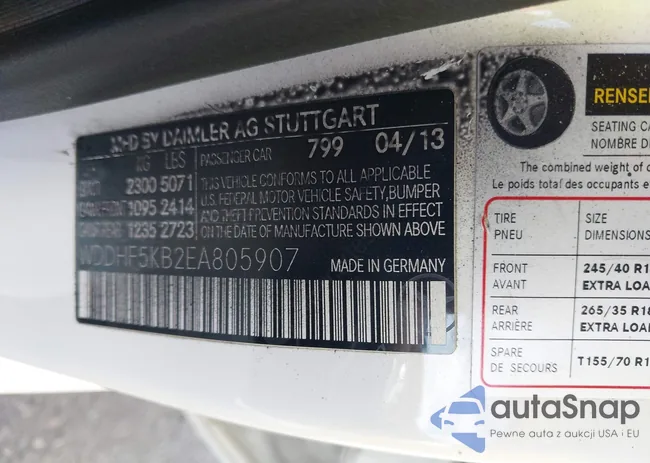 MFD BY DAIMLER AG STUTTGART
KG LBS PASSENGER CAR 799 04/13
2300 5071
1095 2414
1235 2723
THIS VEHICLE CONFORMS TO ALL APPLICABLE
U.S. FEDERAL MOTOR VEHICLE SAFETY, BUMPER
AND THEFT PREVENTION STANDARDS IN EFFECT
ON THE DATE OF MANUFACTURE SHOWN ABOVE.
WDDHF5KB2EA805907 MADE IN GERMANY
RENSE
SEATING CA
NOMBRE D
The combined weight of
Le poids total des occupants e
TIRE
PNEU
SIZE
DIMENSIONS
FRONT
AVANT
245/40 R1
EXTRA LOA
REAR
ARRIÈRE
265/35 R18
EXTRA LOA
SPARE
DE SECOURS
T155/70 R1
autaSnap
Pewne auta z aukcji USA i EU